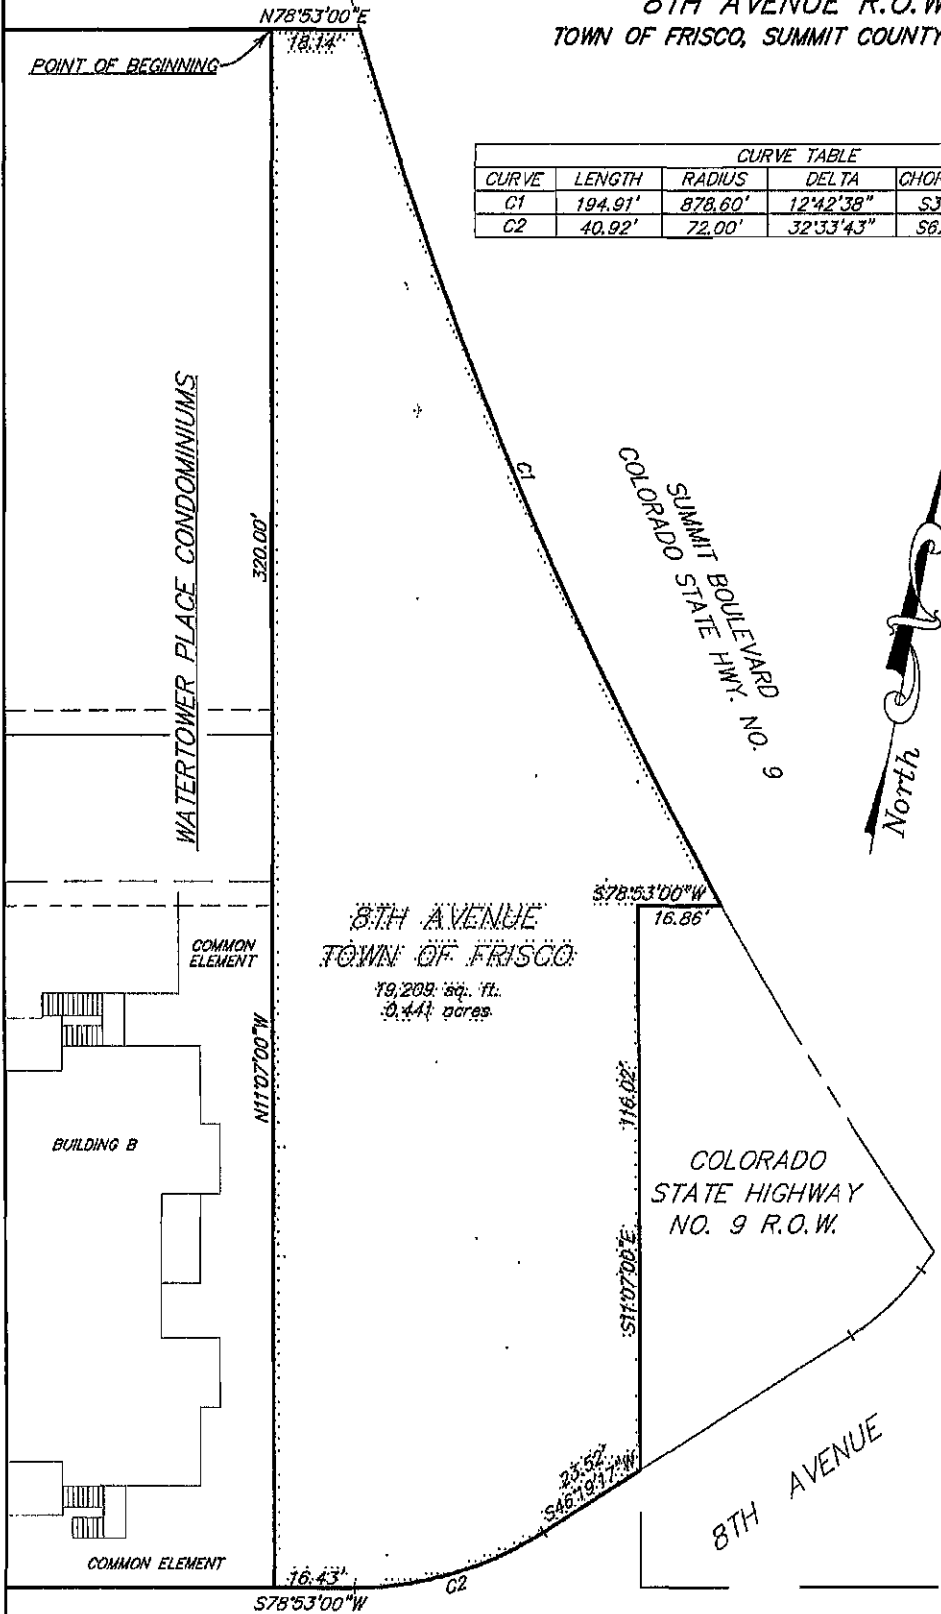 8TH AVENUE R.O.W
TOWN OF FRISCO, SUMMIT COUNTY
N78°53'00"E
18.14'
POINT OF BEGINNING
CURVE TABLE
CURVE LENGTH RADIUS DELTA CHOR
C1 194.91' 878.60' 12°42'38" S3
C2 40.92' 72.00' 32°33'43" S6
WATERTOWER PLACE CONDOMINIUMS
320.00'
C1
SUMMIT BOULEVARD
COLORADO STATE HWY. NO. 9
North
S78°53'00"W
16.86'
8TH AVENUE
TOWN OF FRISCO
19,209 sq. ft.
0.441 acres
COMMON
ELEMENT
N11°07'00"W
116.02'
BUILDING B
COLORADO
STATE HIGHWAY
NO. 9 R.O.W.
S11°07'00"E
23.52'
S46°19'17"W
8TH AVENUE
COMMON ELEMENT
16.43'
C2
S78°53'00"W